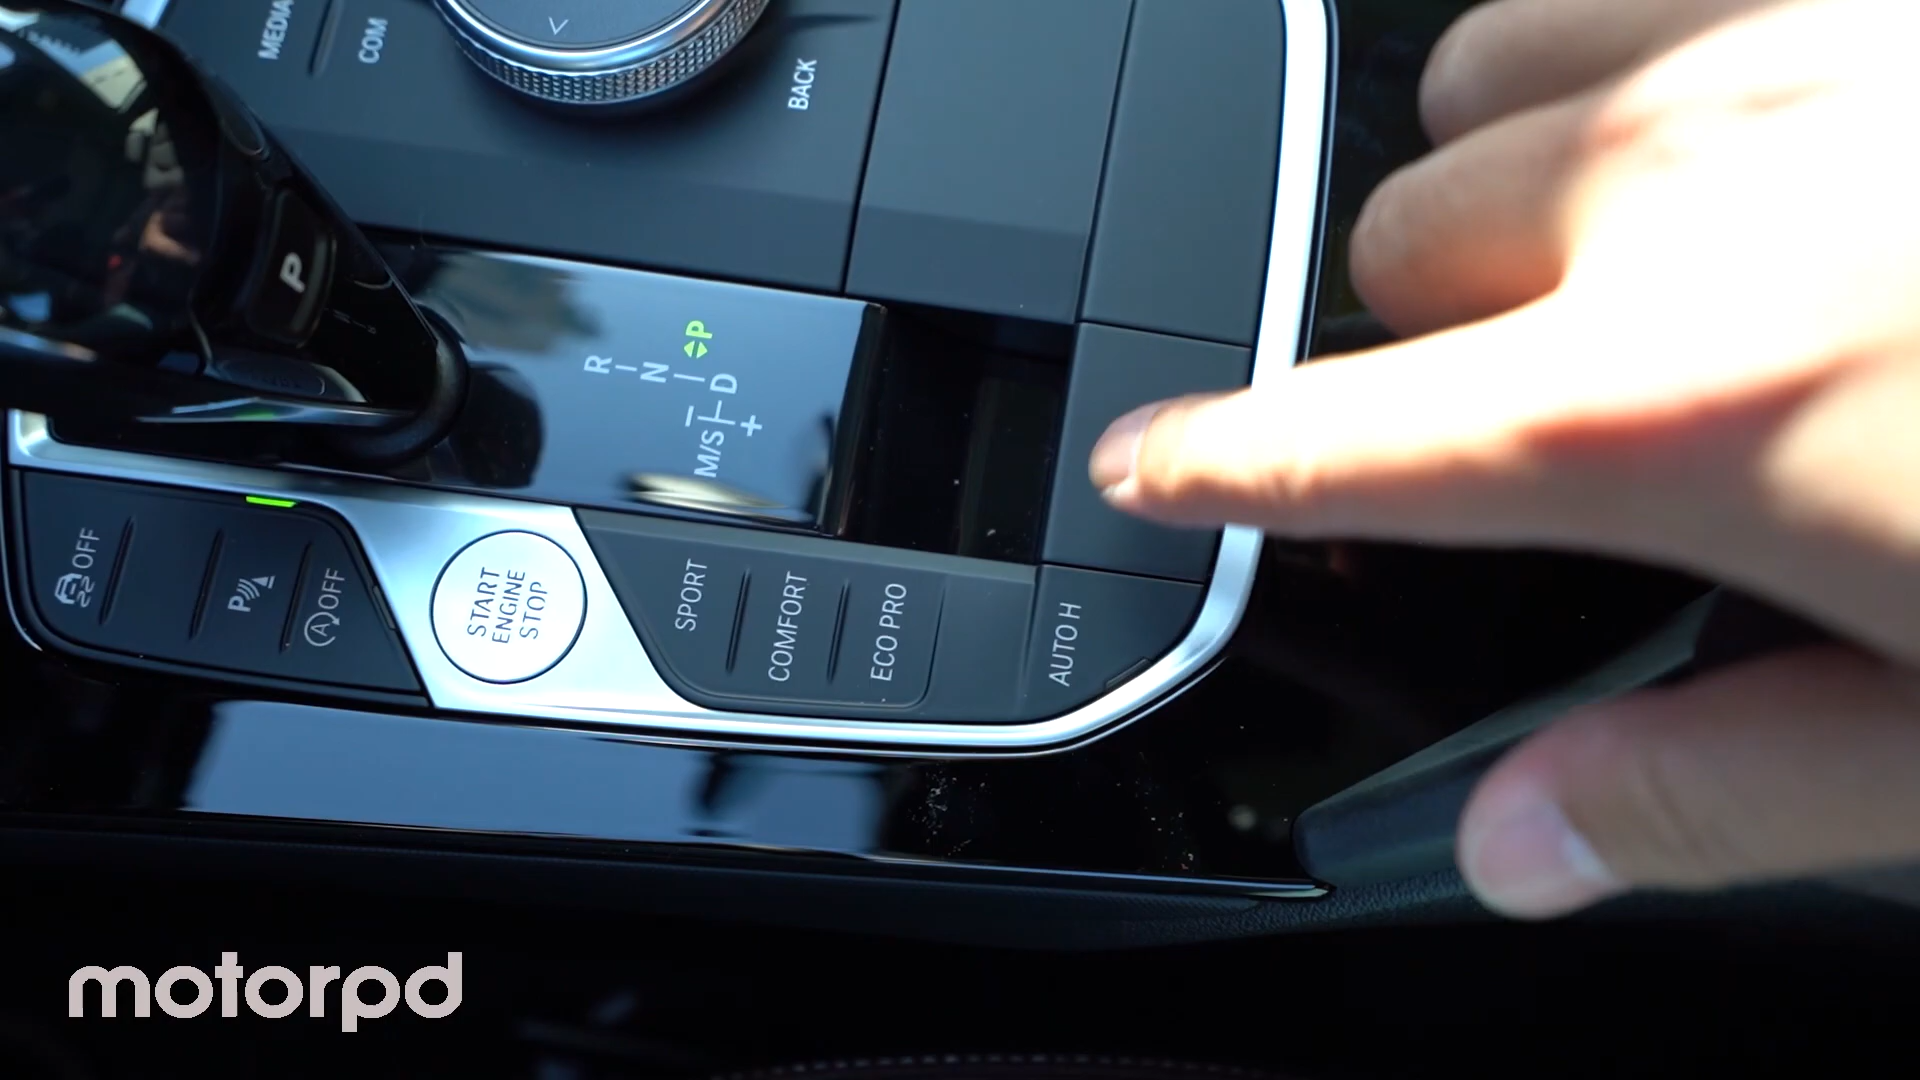 MEDIA
COM
BACK
P
R
N
P
D
M/S
+
OFF
P
A OFF
START
ENGINE
STOP
SPORT
COMFORT
ECO PRO
AUTO H
motorpd